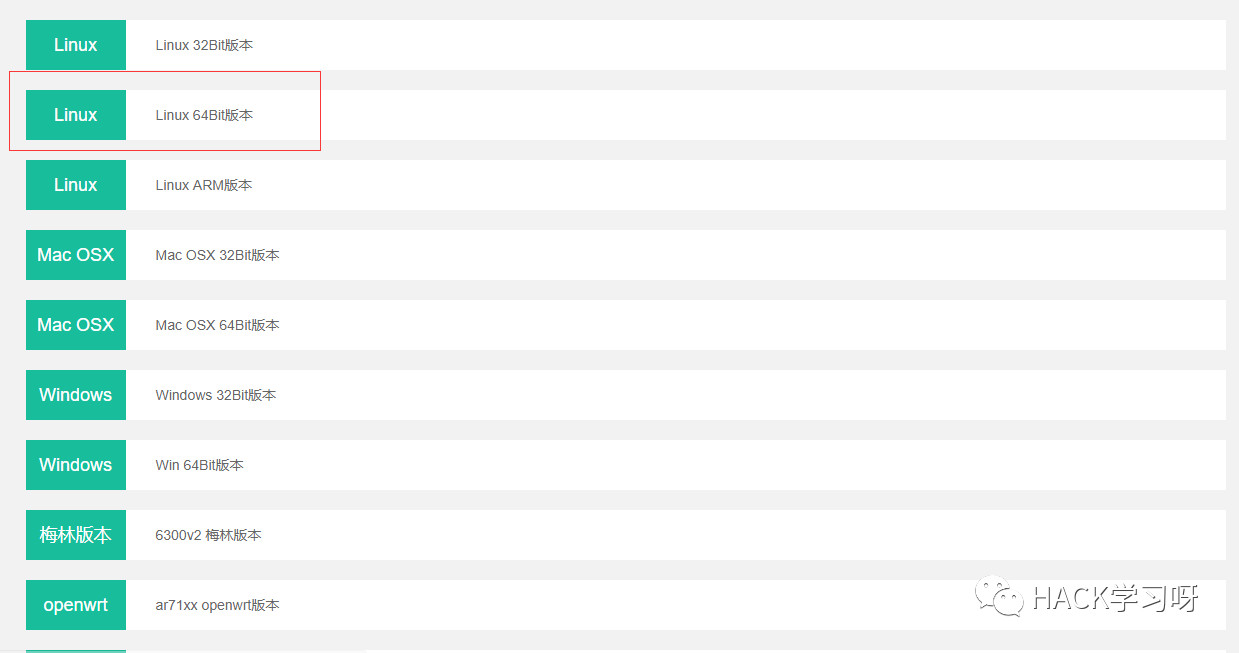 Linux Linux 32Bit版本
Linux Linux 64Bit版本
Linux Linux ARM版本
Mac OSX Mac OSX 32Bit版本
Mac OSX Mac OSX 64Bit版本
Windows Windows 32Bit版本
Windows Win 64Bit版本
梅林版本 6300v2 梅林版本
openwrt ar71xx openwrt版本
HACK学习呀